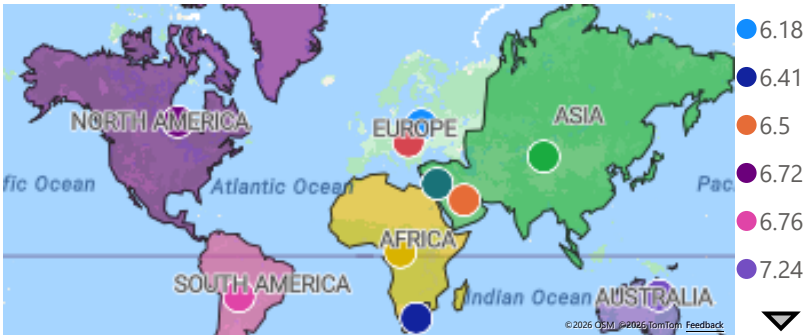 6.18
6.41
NORTH AMERICA
EUROPE
ASIA
6.5
fic Ocean
Atlantic Ocean
Pac
6.72
AFRICA
6.76
SOUTH AMERICA
Indian Ocean
AUSTRALIA
7.24
©2026 OSM ©2026 TomTom Feedback